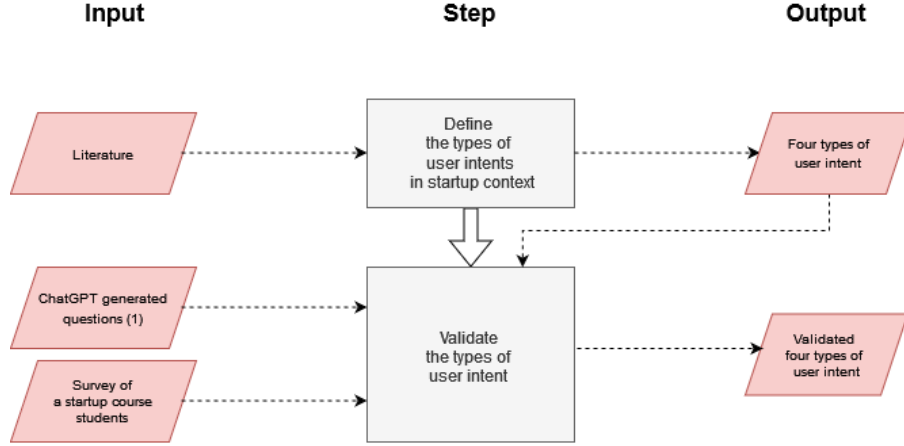 Input
Step
Output
Literature
Define
the types of
user intents
in startup context
Four types of
user intent
ChatGPT generated
questions (1)
Survey of
a startup course
students
Validate
the types of
user intent
Validated
four types of
user intent